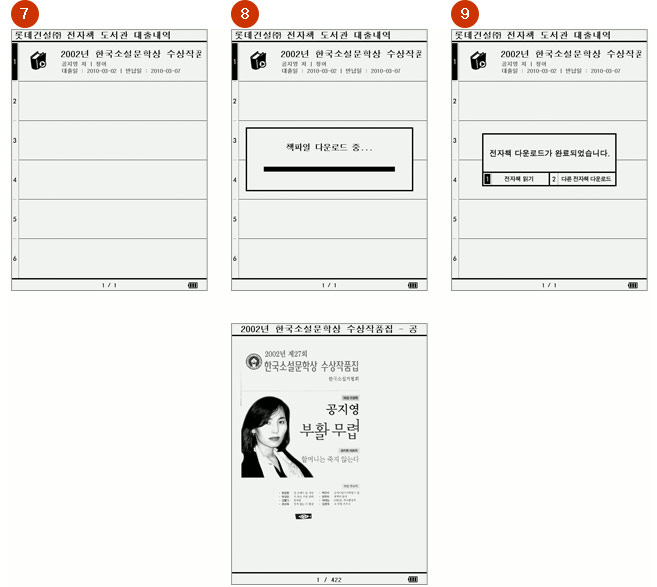 7
롯데건설㈜ 전자책 도서관 대출내역
1
2002년 한국소설문학상 수상작품
공지영 저 | 청어
대출일 : 2010-03-02 | 반납일 : 2010-03-07
2
3
4
5
6
1 / 1
8
롯데건설㈜ 전자책 도서관 대출내역
1
2002년 한국소설문학상 수상작품
공지영 저 | 청어
대출일 : 2010-03-02 | 반납일 : 2010-03-07
2
3
책파일 다운로드 중...
4
5
6
1 / 1
9
롯데건설㈜ 전자책 도서관 대출내역
1
2002년 한국소설문학상 수상작품
공지영 저 | 청어
대출일 : 2010-03-02 | 반납일 : 2010-03-07
2
3
전자책 다운로드가 완료되었습니다.
4
1 전자책 읽기
2 다른 전자책 다운로드
5
6
1 / 1
2002년 한국소설문학상 수상작품집 - 공
2002년 제27회
한국소설문학상 수상작품집
한국소설가협회
공지영
부활 무렵
할머니는 죽지 않는다
1 / 422